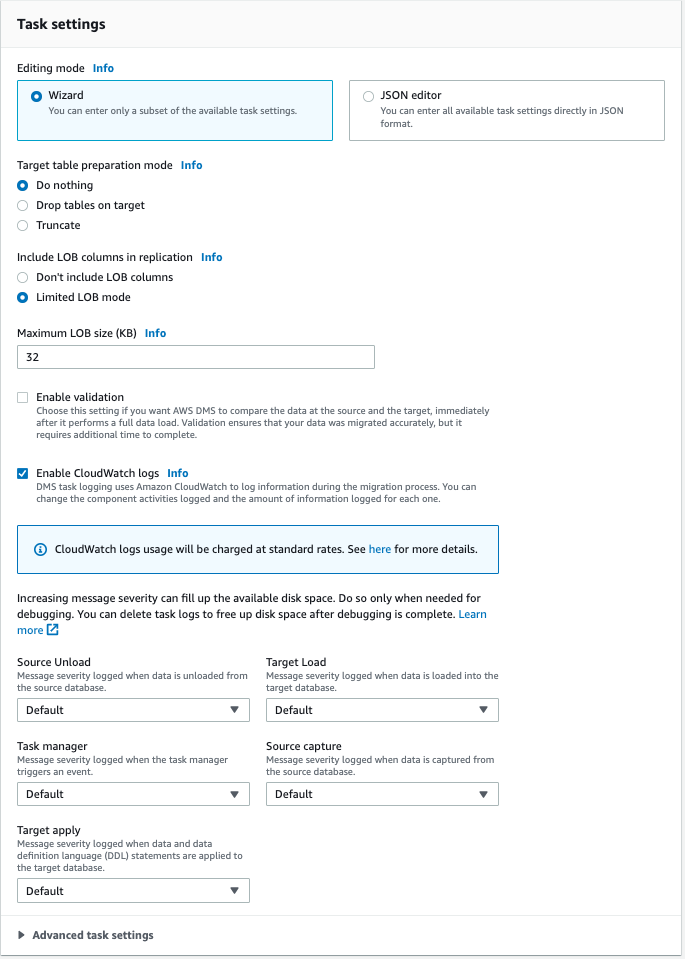 Task settings
Editing mode Info
Wizard
You can enter only a subset of the available task settings.
JSON editor
You can enter all available task settings directly in JSON
format.
Target table preparation mode Info
Do nothing
Drop tables on target
Truncate
Include LOB columns in replication Info
Don't include LOB columns
Limited LOB mode
Maximum LOB size (KB) Info
32
Enable validation
Choose this setting if you want AWS DMS to compare the data at the source and the target, immediately
after it performs a full data load. Validation ensures that your data was migrated accurately, but it
requires additional time to complete.
Enable CloudWatch logs Info
DMS task logging uses Amazon CloudWatch to log information during the migration process. You can
change the component activities logged and the amount of information logged for each one.
CloudWatch logs usage will be charged at standard rates. See here for more details.
Increasing message severity can fill up the available disk space. Do so only when needed for
debugging. You can delete task logs to free up disk space after debugging is complete. Learn
more
Source Unload
Message severity logged when data is unloaded from
the source database.
Default
Target Load
Message severity logged when data is loaded into the
target database.
Default
Task manager
Message severity logged when the task manager
triggers an event.
Default
Source capture
Message severity logged when data is captured from
the source database.
Default
Target apply
Message severity logged when data and data
definition language (DDL) statements are applied to
the target database.
Default
Advanced task settings